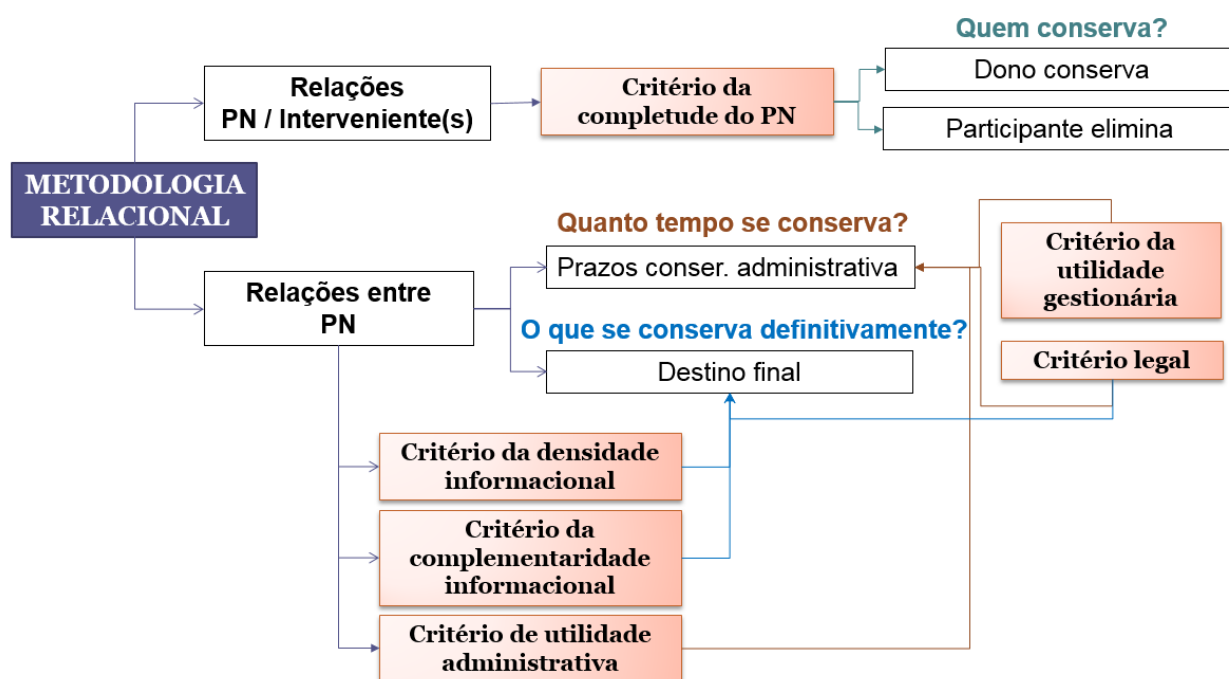 Quem conserva?
Relações
PN / Interveniente(s)
Critério da
completude do PN
Dono conserva
Participante elimina
METODOLOGIA
RELACIONAL
Quanto tempo se conserva?
Prazos conser. administrativa
Critério da
utilidade
gestionária
Relações entre
PN
O que se conserva definitivamente?
Destino final
Critério legal
Critério da densidade
informacional
Critério da
complementaridade
informacional
Critério de utilidade
administrativa